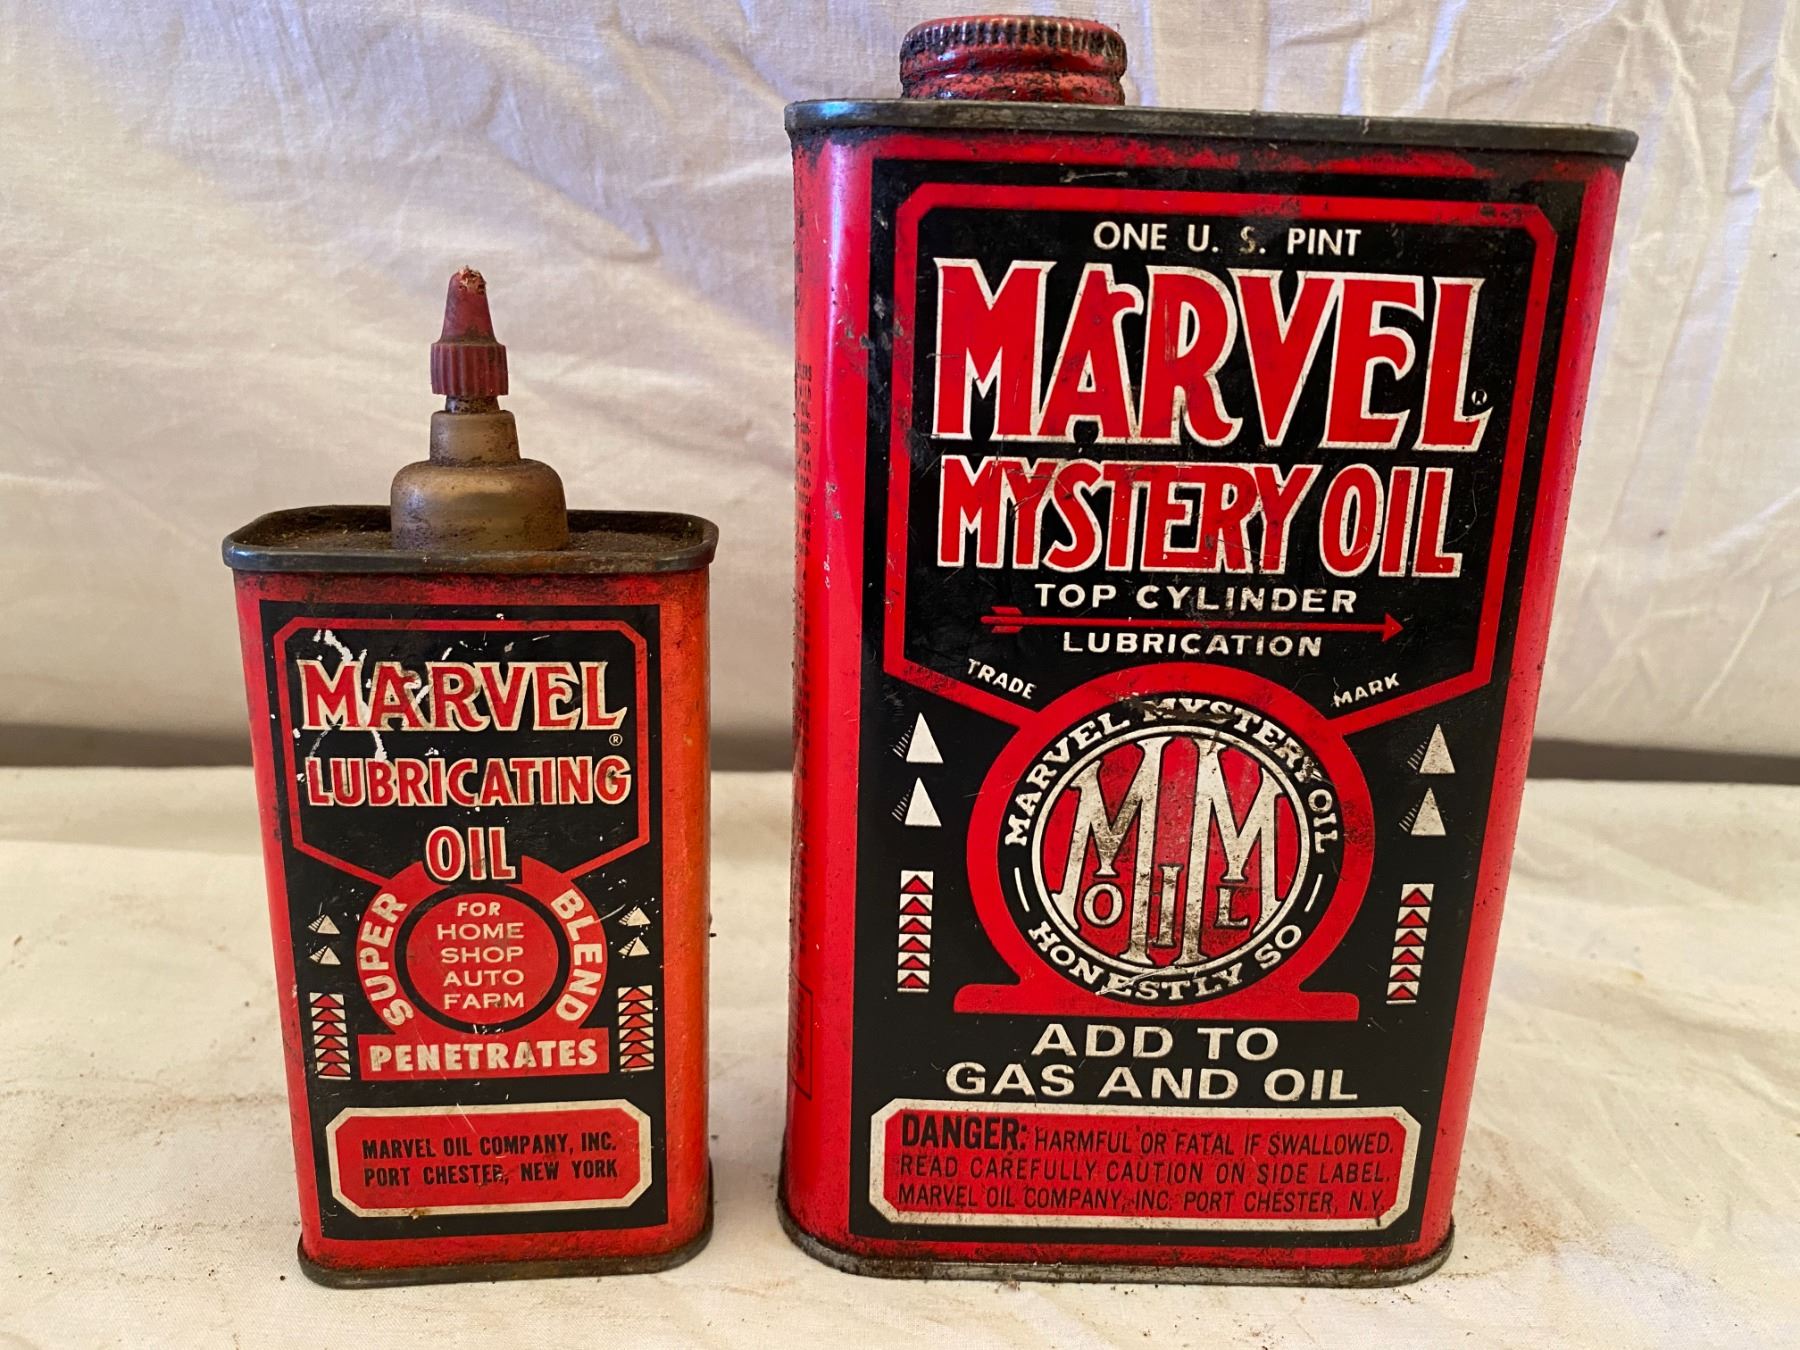 MARVEL®
LUBRICATING
OIL
SUPER BLEND
FOR
HOME
SHOP
AUTO
FARM
PENETRATES
MARVEL OIL COMPANY, INC.
PORT CHESTER, NEW YORK
ONE U. S. PINT
MARVEL®
MYSTERY OIL
TOP CYLINDER
LUBRICATION
TRADE MARK
MARVEL MYSTERY OIL
MM
OIL
HONESTLY SO
ADD TO
GAS AND OIL
DANGER: HARMFUL OR FATAL IF SWALLOWED.
READ CAREFULLY CAUTION ON SIDE LABEL.
MARVEL OIL COMPANY, INC. PORT CHESTER, N.Y.